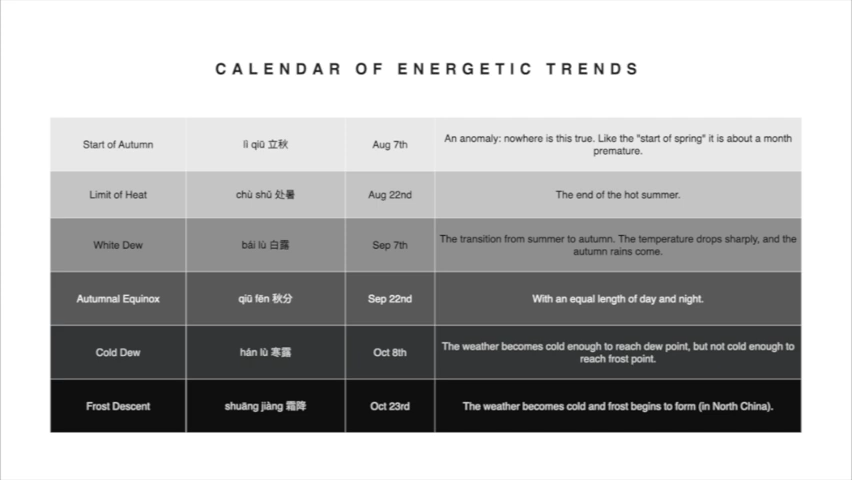 CALENDAR OF ENERGETIC TRENDS
Start of Autumn
lì qiū 立秋
Aug 7th
An anomaly: nowhere is this true. Like the "start of spring" it is about a month
premature.
Limit of Heat
chù shǔ 处暑
Aug 22nd
The end of the hot summer.
White Dew
bái lù 白露
Sep 7th
The transition from summer to autumn. The temperature drops sharply, and the
autumn rains come.
Autumnal Equinox
qiū fēn 秋分
Sep 22nd
With an equal length of day and night.
Cold Dew
hán lù 寒露
Oct 8th
The weather becomes cold enough to reach dew point, but not cold enough to
reach frost point.
Frost Descent
shuāng jiàng 霜降
Oct 23rd
The weather becomes cold and frost begins to form (in North China).